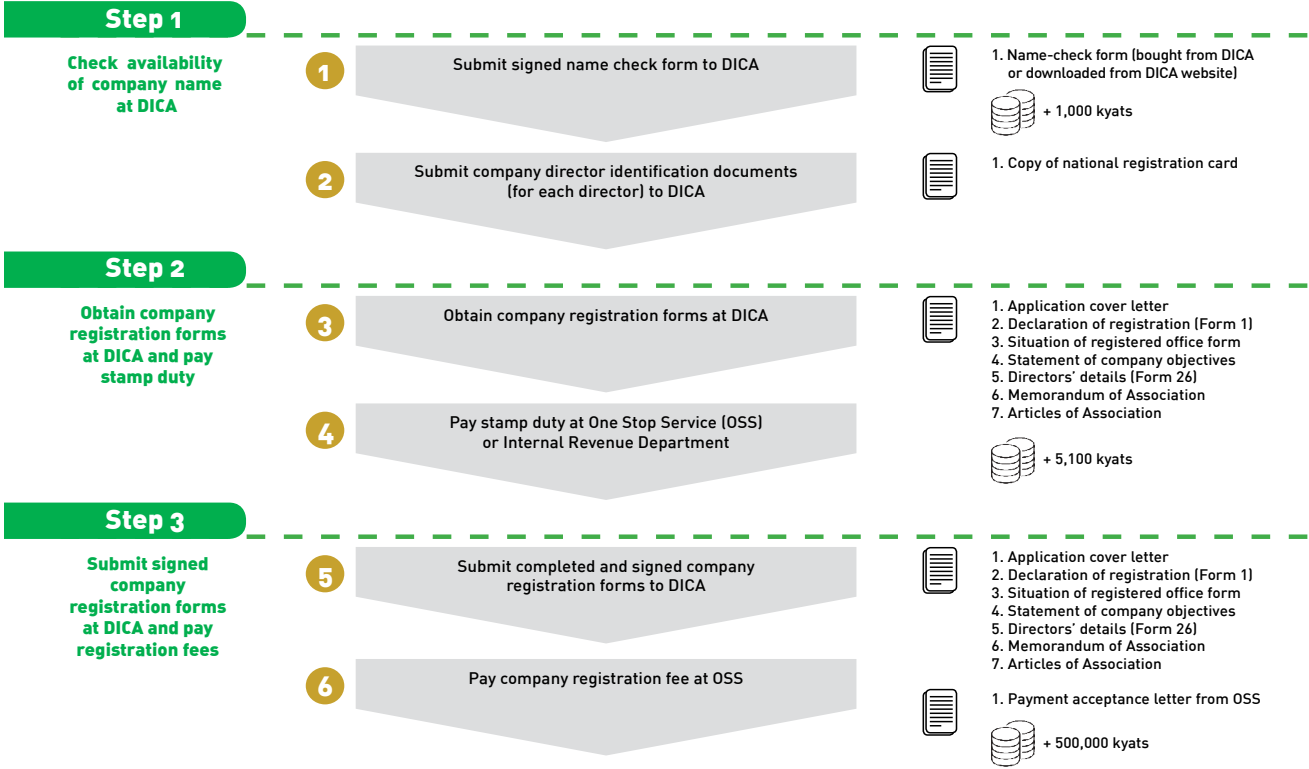 Step 1
Check availability
of company name
at DICA
1
Submit signed name check form to DICA
1. Name-check form (bought from DICA
or downloaded from DICA website)
+ 1,000 kyats
2
Submit company director identification documents
(for each director) to DICA
1. Copy of national registration card
Step 2
Obtain company
registration forms
at DICA and pay
stamp duty
3
Obtain company registration forms at DICA
1. Application cover letter
2. Declaration of registration (Form 1)
3. Situation of registered office form
4. Statement of company objectives
5. Directors’ details (Form 26)
6. Memorandum of Association
7. Articles of Association
4
Pay stamp duty at One Stop Service (OSS)
or Internal Revenue Department
+ 5,100 kyats
Step 3
Submit signed
company
registration forms
at DICA and pay
registration fees
5
Submit completed and signed company
registration forms to DICA
1. Application cover letter
2. Declaration of registration (Form 1)
3. Situation of registered office form
4. Statement of company objectives
5. Directors’ details (Form 26)
6. Memorandum of Association
7. Articles of Association
6
Pay company registration fee at OSS
1. Payment acceptance letter from OSS
+ 500,000 kyats